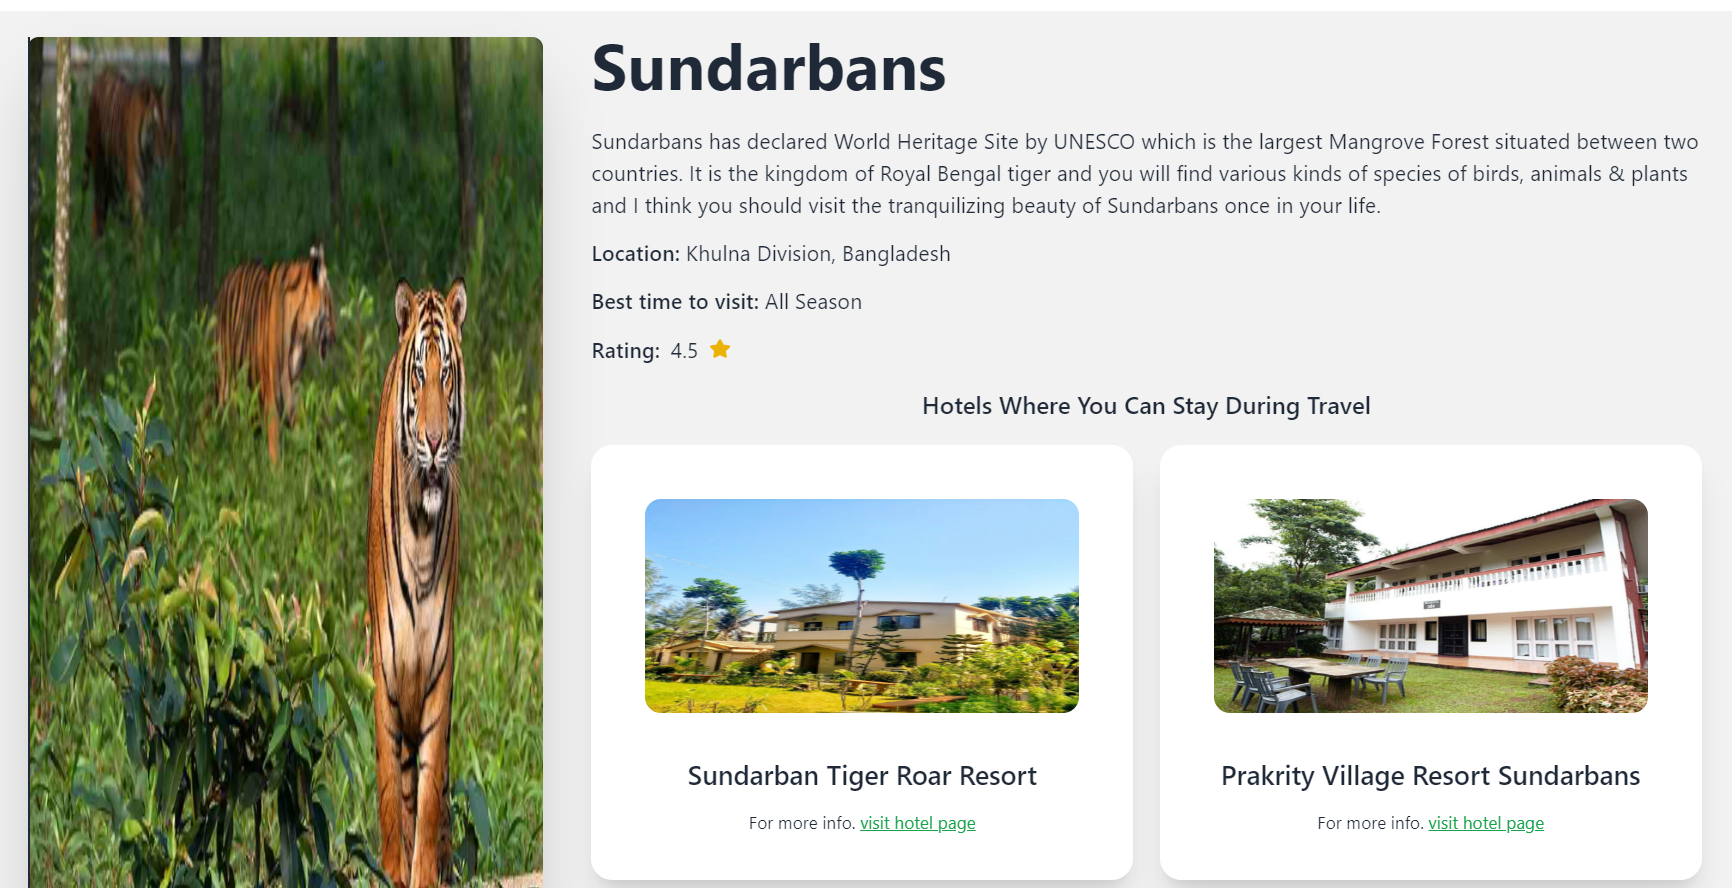 Sundarbans
Sundarbans has declared World Heritage Site by UNESCO which is the largest Mangrove Forest situated between two
countries. It is the kingdom of Royal Bengal tiger and you will find various kinds of species of birds, animals & plants
and I think you should visit the tranquilizing beauty of Sundarbans once in your life.
Location: Khulna Division, Bangladesh
Best time to visit: All Season
Rating: 4.5
Hotels Where You Can Stay During Travel
Sundarban Tiger Roar Resort
For more info. visit hotel page
Prakrity Village Resort Sundarbans
For more info. visit hotel page